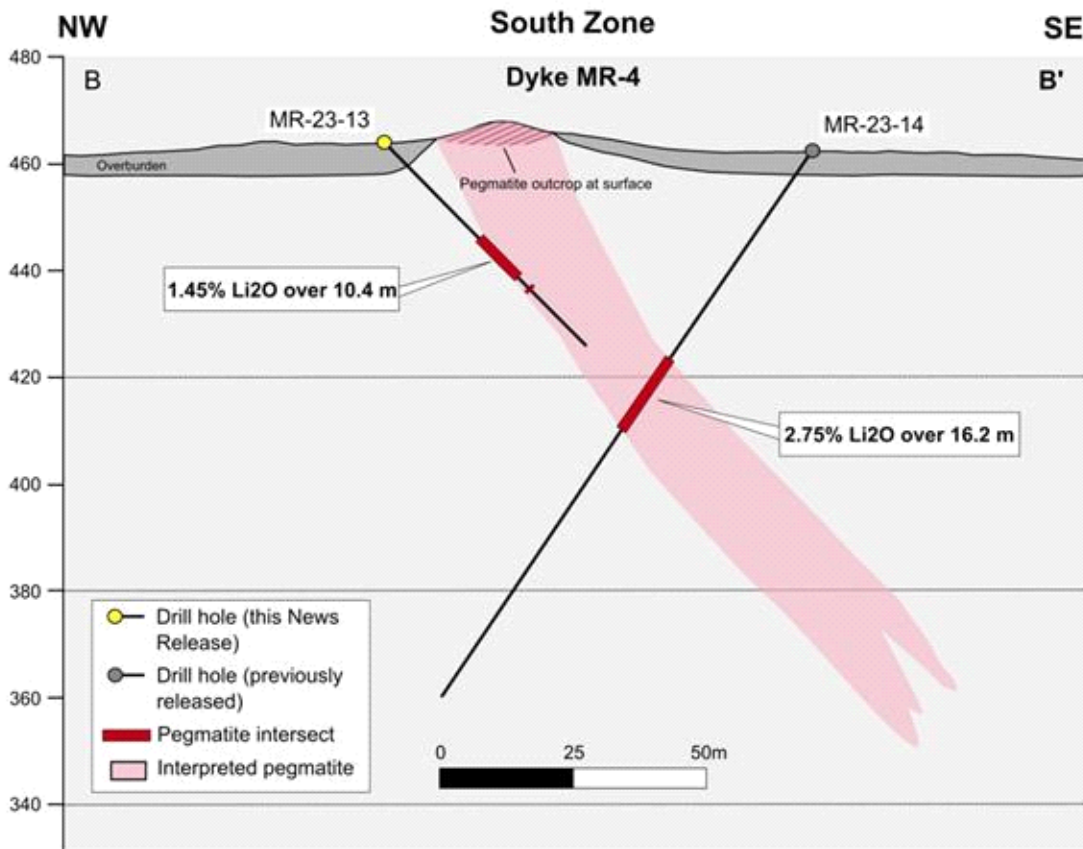 NW
South Zone
SE
480
B
Dyke MR-4
B'
MR-23-13
MR-23-14
460
Overburden
Pegmatite outcrop at surface
440
1.45% Li2O over 10.4 m
420
2.75% Li2O over 16.2 m
400
380
Drill hole (this News
Release)
Drill hole (previously
released)
360
Pegmatite intersect
Interpreted pegmatite
0 25 50m
340